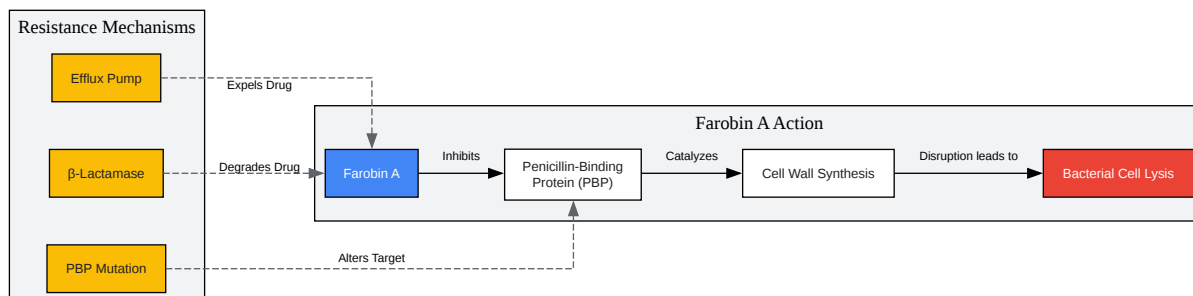 Resistance Mechanisms
Efflux Pump
Expels Drug
Farobin A Action
β-Lactamase
Degrades Drug
Farobin A
Inhibits
Penicillin-Binding
Protein (PBP)
Catalyzes
Cell Wall Synthesis
Disruption leads to
Bacterial Cell Lysis
PBP Mutation
Alters Target